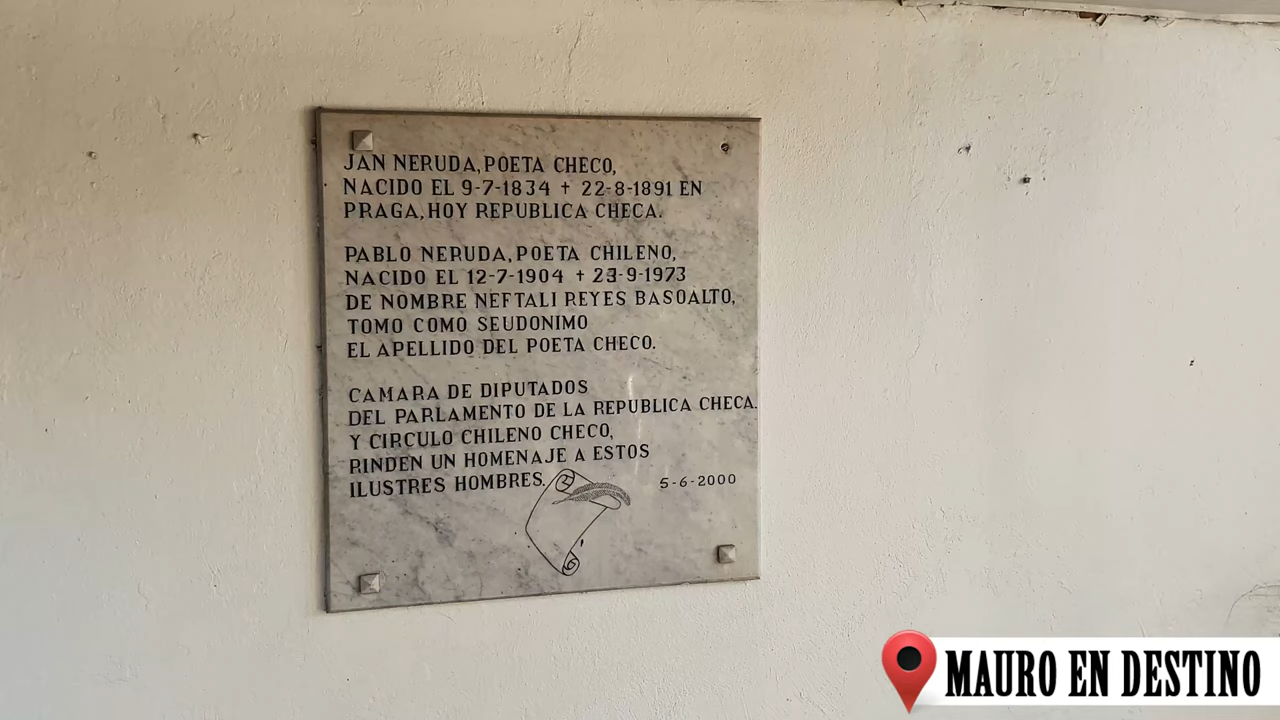 JAN NERUDA, POETA CHECO,
NACIDO EL 9-7-1834 + 22-8-1891 EN
PRAGA, HOY REPUBLICA CHECA.
PABLO NERUDA, POETA CHILENO,
NACIDO EL 12-7-1904 + 23-9-1973
DE NOMBRE NEFTALI REYES BASOALTO,
TOMO COMO SEUDONIMO
EL APELLIDO DEL POETA CHECO.
CAMARA DE DIPUTADOS
DEL PARLAMENTO DE LA REPUBLICA CHECA.
Y CIRCULO CHILENO CHECO,
RINDEN UN HOMENAJE A ESTOS
ILUSTRES HOMBRES.
5-6-2000
MAURO EN DESTINO